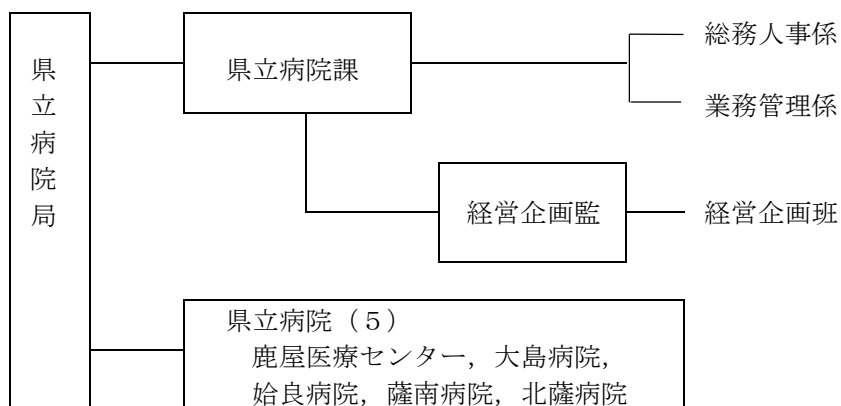 県立病院局
県立病院課
総務人事係
業務管理係
経営企画監
経営企画班
県立病院（５）
鹿屋医療センター，大島病院，
姶良病院，薩南病院，北薩病院